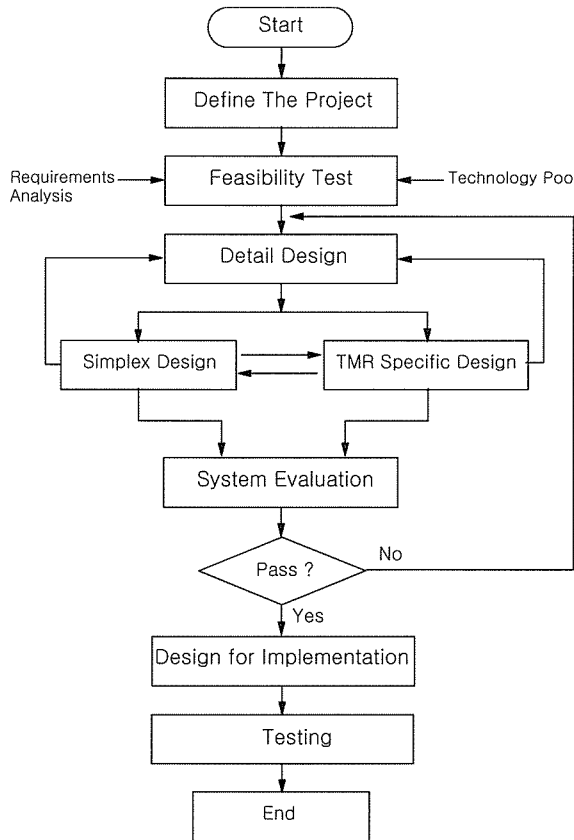 Start
Define The Project
Requirements
Analysis
Feasibility Test
Technology Poo
Detail Design
Simplex Design
TMR Specific Design
System Evaluation
Pass ?
No
Yes
Design for Implementation
Testing
End